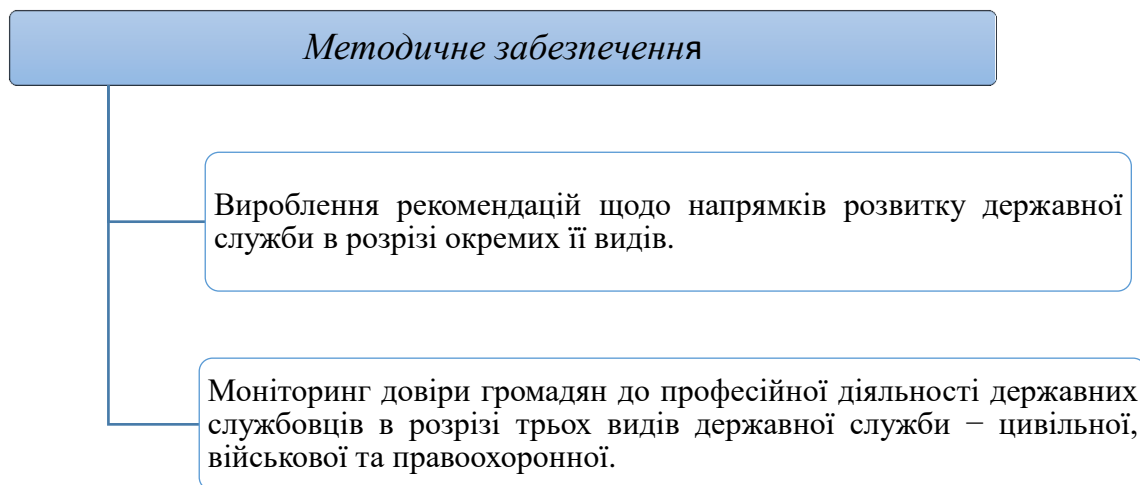 Методичне забезпечення
Вироблення рекомендацій щодо напрямків розвитку державної
служби в розрізі окремих її видів.
Моніторинг довіри громадян до професійної діяльності державних
службовців в розрізі трьох видів державної служби − цивільної,
військової та правоохоронної.